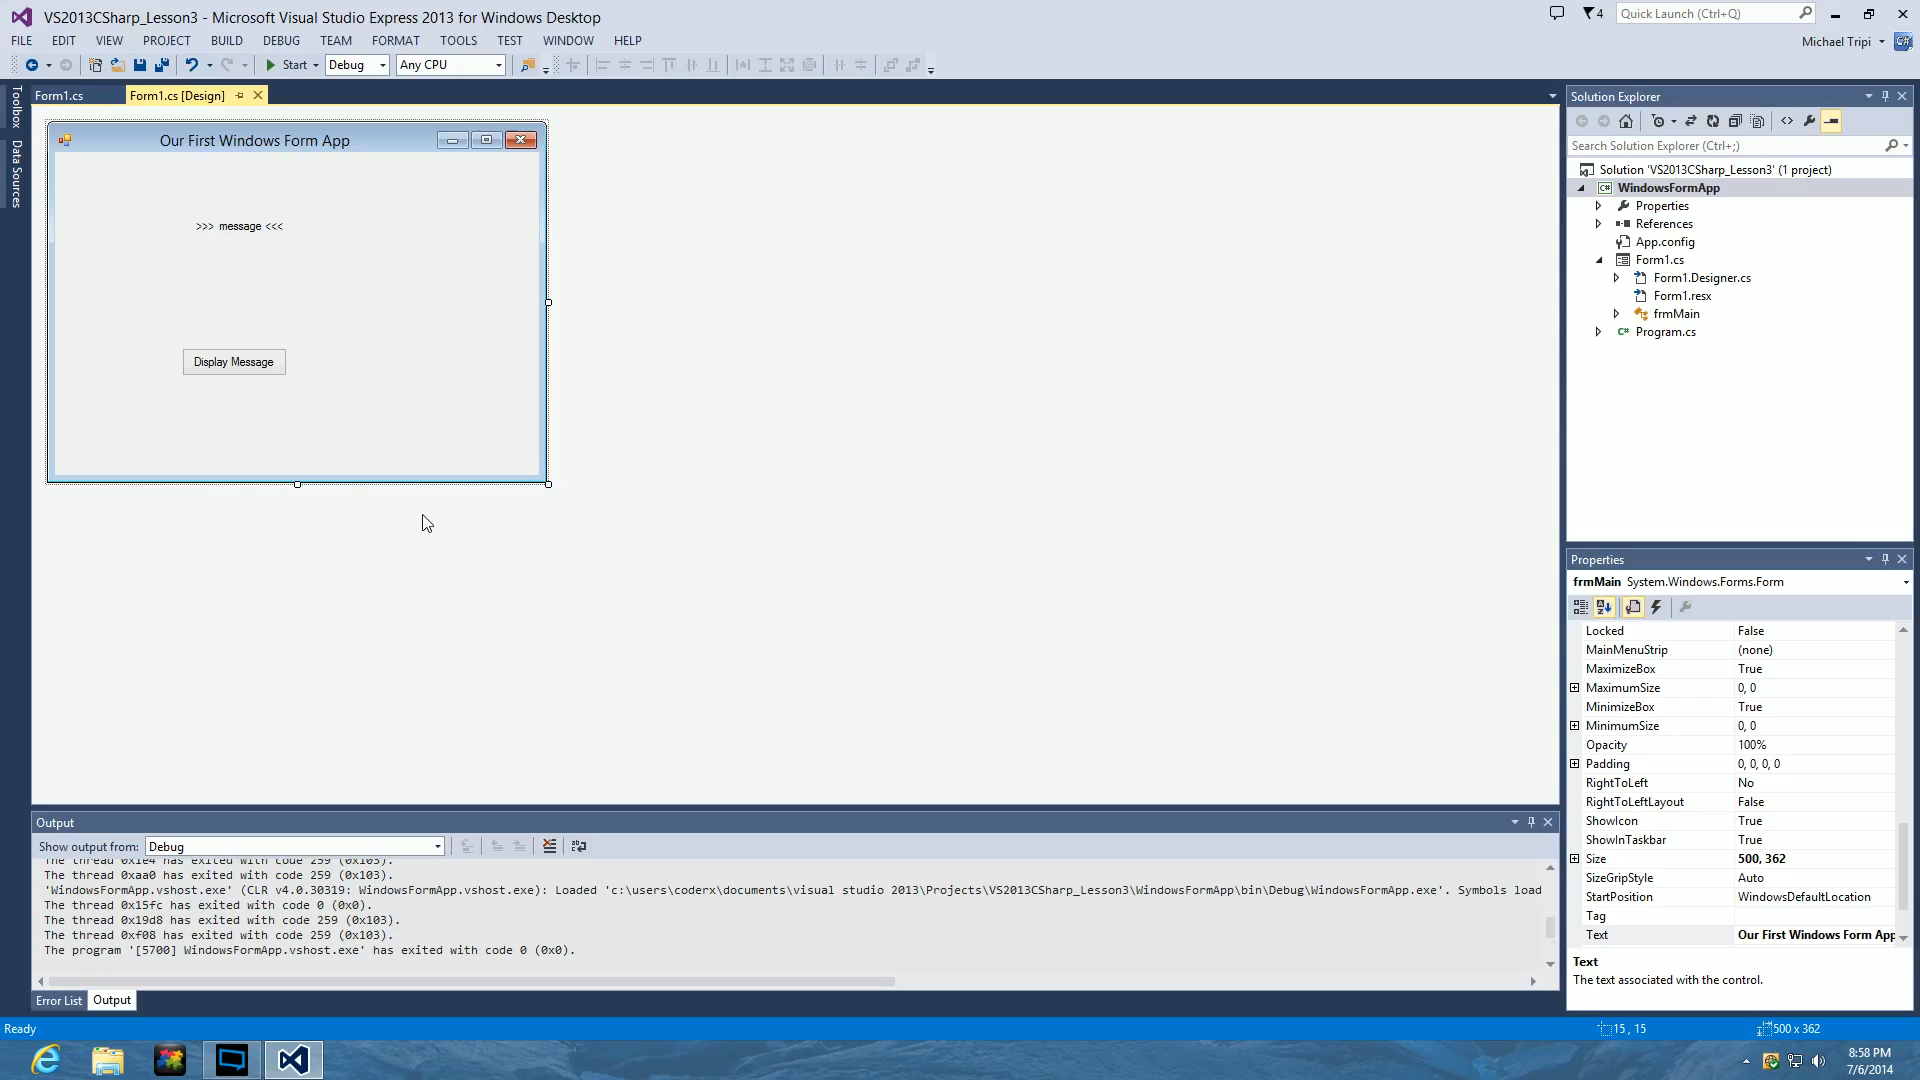 VS2013CSharp_Lesson3 - Microsoft Visual Studio Express 2013 for Windows Desktop
4
Quick Launch (Ctrl+Q)
FILE EDIT VIEW PROJECT BUILD DEBUG TEAM FORMAT TOOLS TEST WINDOW HELP
Michael Tripi
Start Debug Any CPU
Toolbox
Data Sources
Form1.cs Form1.cs [Design]
Our First Windows Form App
>>> message <<<
Display Message
Solution Explorer
Search Solution Explorer (Ctrl+;)
Solution 'VS2013CSharp_Lesson3' (1 project)
WindowsFormApp
Properties
References
App.config
Form1.cs
Form1.Designer.cs
Form1.resx
frmMain
Program.cs
Properties
frmMain System.Windows.Forms.Form
Locked False
MainMenuStrip (none)
MaximizeBox True
MaximumSize 0, 0
MinimizeBox True
MinimumSize 0, 0
Opacity 100%
Padding 0, 0, 0, 0
RightToLeft No
RightToLeftLayout False
ShowIcon True
ShowInTaskbar True
Size 500, 362
SizeGripStyle Auto
StartPosition WindowsDefaultLocation
Tag
Text Our First Windows Form App
Text
The text associated with the control.
Output
Show output from: Debug
The thread 0x1e4 has exited with code 259 (0x103).
The thread 0xaa0 has exited with code 259 (0x103).
'WindowsFormApp.vshost.exe' (CLR v4.0.30319: WindowsFormApp.vshost.exe): Loaded 'c:\users\coderx\documents\visual studio 2013\Projects\VS2013CSharp_Lesson3\WindowsFormApp\bin\Debug\WindowsFormApp.exe'. Symbols load
The thread 0x15fc has exited with code 0 (0x0).
The thread 0x19d8 has exited with code 259 (0x103).
The thread 0xf08 has exited with code 259 (0x103).
The program '[5700] WindowsFormApp.vshost.exe' has exited with code 0 (0x0).
Error List Output
Ready
15 , 15
500 x 362
8:58 PM
7/6/2014